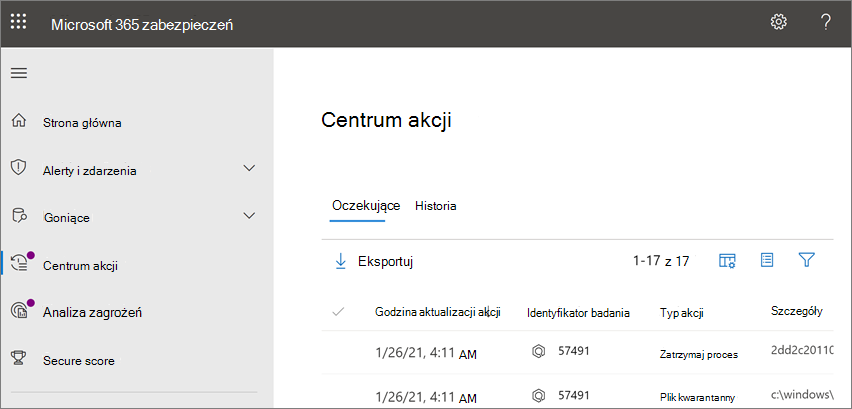 Microsoft 365 zabezpieczeń
?
Strona główna
Alerty i zdarzenia
Goniące
Centrum akcji
Analiza zagrożeń
Secure score
Centrum akcji
Oczekujące Historia
Eksportuj 1-17 z 17
Godzina aktualizacji akcji Identyfikator badania Typ akcji Szczegóły
1/26/21, 4:11 AM 57491 Zatrzymaj proces 2dd2c20110
1/26/21, 4:11 AM 57491 Plik kwarantanny c:\windows\